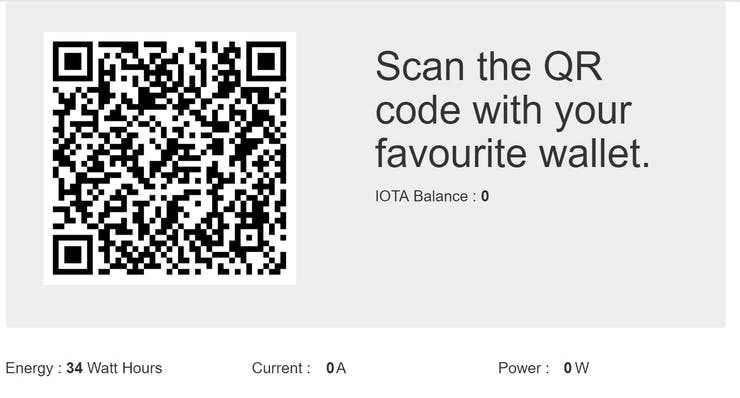 Scan the QR
code with your
favourite wallet.
IOTA Balance : 0
Energy : 34 Watt Hours Current : 0 A Power : 0 W